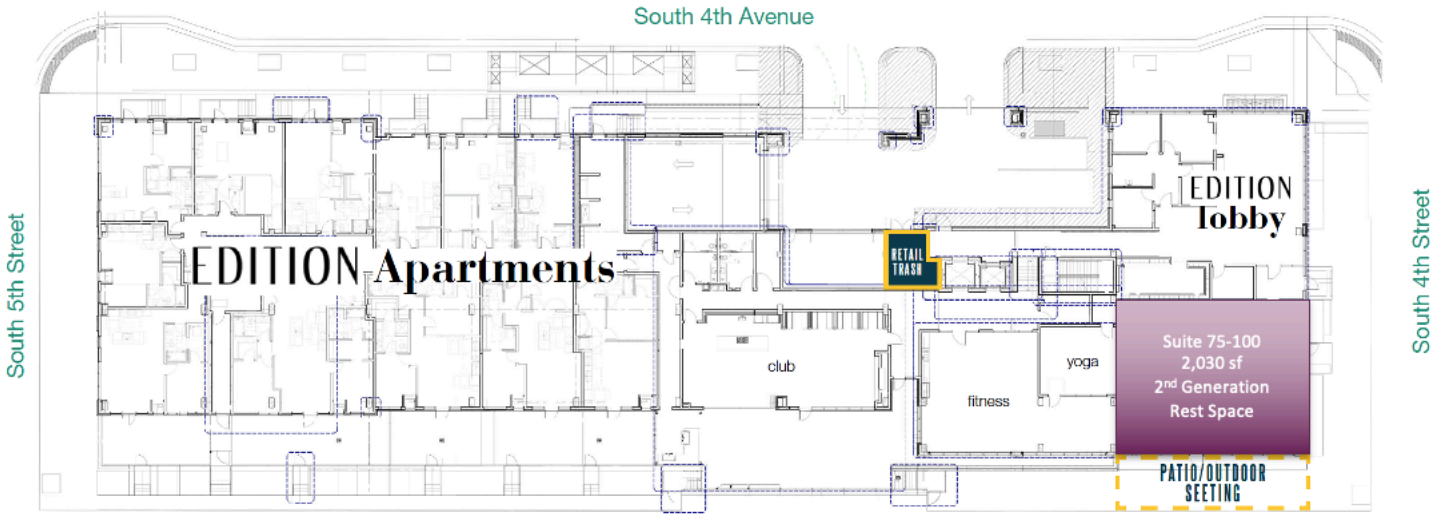 South 4th Avenue
South 5th Street
South 4th Street
EDITION
lobby
EDITION Apartments
RETAIL
TRASH
club
fitness
yoga
Suite 75-100
2,030 sf
2nd Generation
Rest Space
PATIO/OUTDOOR
SEETING